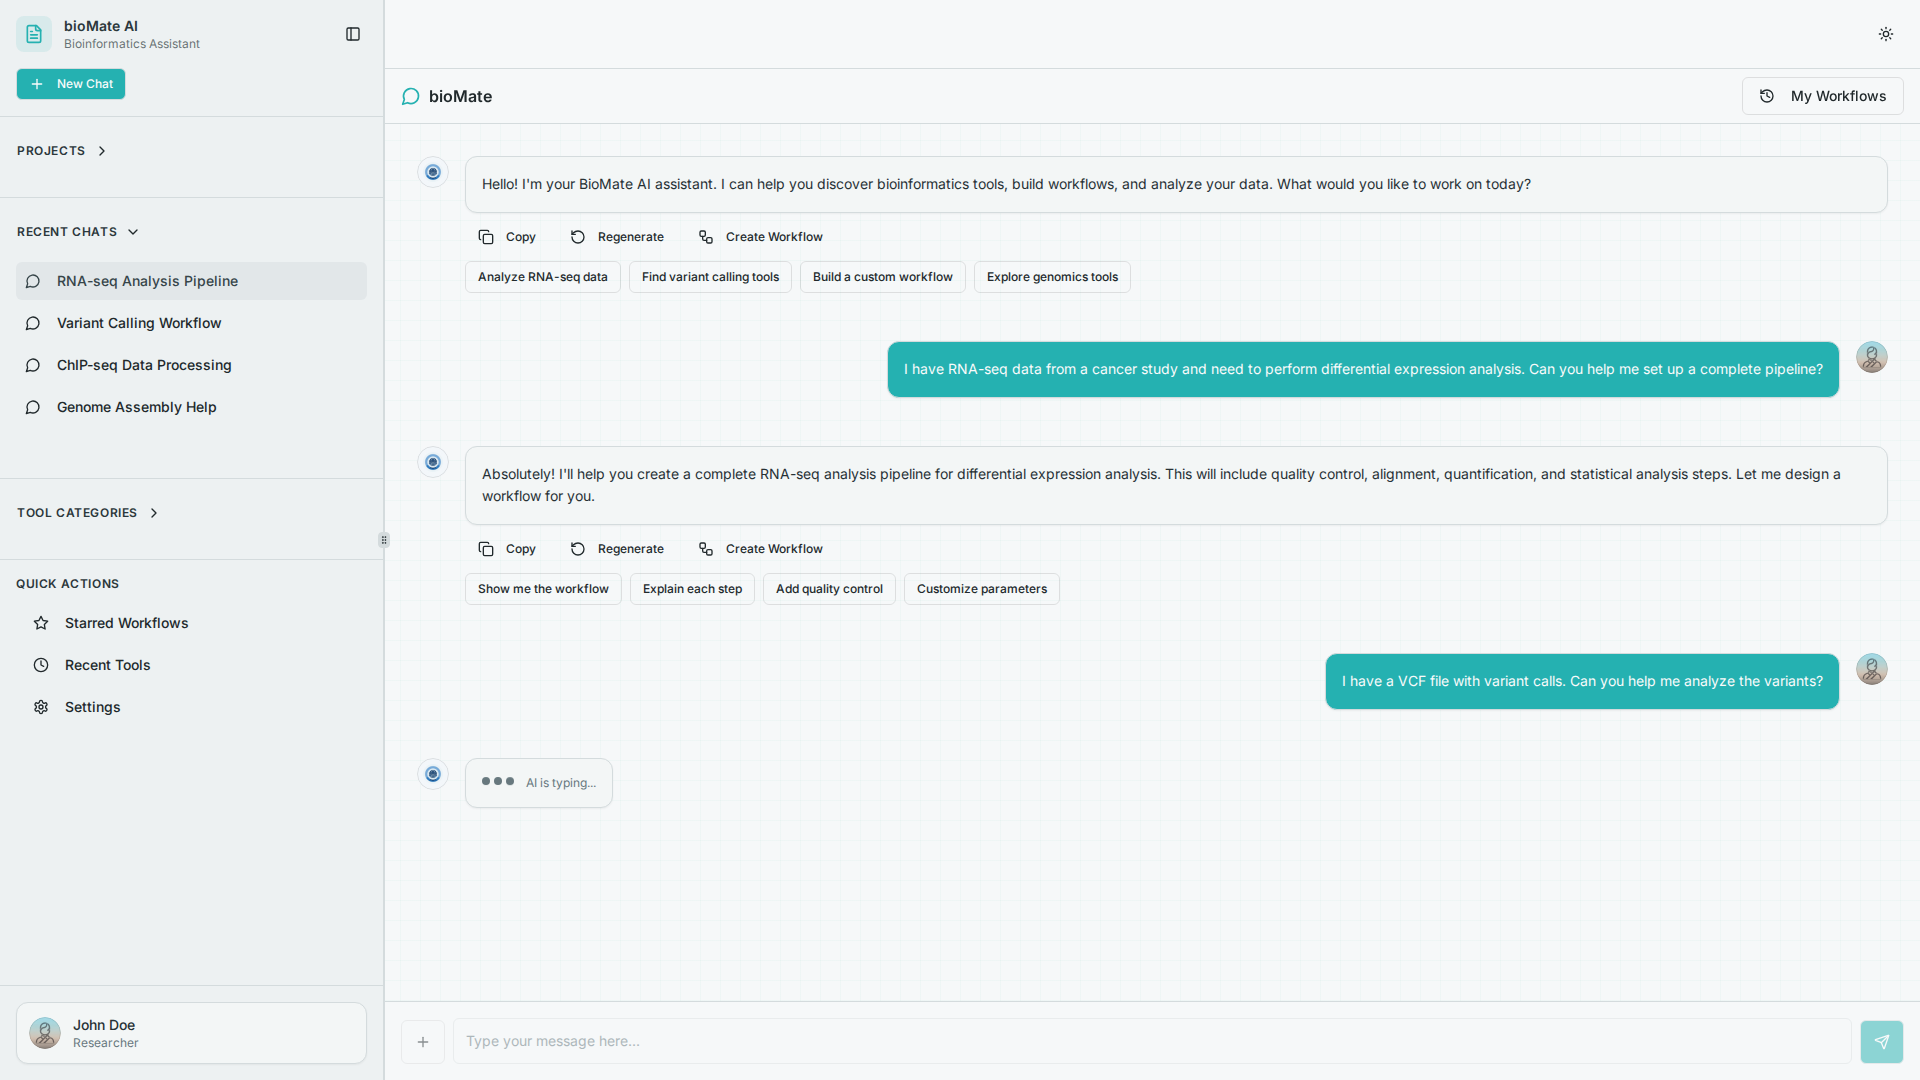 bioMate AI
Bioinformatics Assistant
New Chat
PROJECTS
RECENT CHATS
RNA-seq Analysis Pipeline
Variant Calling Workflow
ChIP-seq Data Processing
Genome Assembly Help
TOOL CATEGORIES
QUICK ACTIONS
Starred Workflows
Recent Tools
Settings
John Doe
Researcher
bioMate
My Workflows
Hello! I'm your BioMate AI assistant. I can help you discover bioinformatics tools, build workflows, and analyze your data. What would you like to work on today?
Copy Regenerate Create Workflow
Analyze RNA-seq data Find variant calling tools Build a custom workflow Explore genomics tools
I have RNA-seq data from a cancer study and need to perform differential expression analysis. Can you help me set up a complete pipeline?
Absolutely! I'll help you create a complete RNA-seq analysis pipeline for differential expression analysis. This will include quality control, alignment, quantification, and statistical analysis steps. Let me design a
workflow for you.
Copy Regenerate Create Workflow
Show me the workflow Explain each step Add quality control Customize parameters
I have a VCF file with variant calls. Can you help me analyze the variants?
AI is typing...
Type your message here...